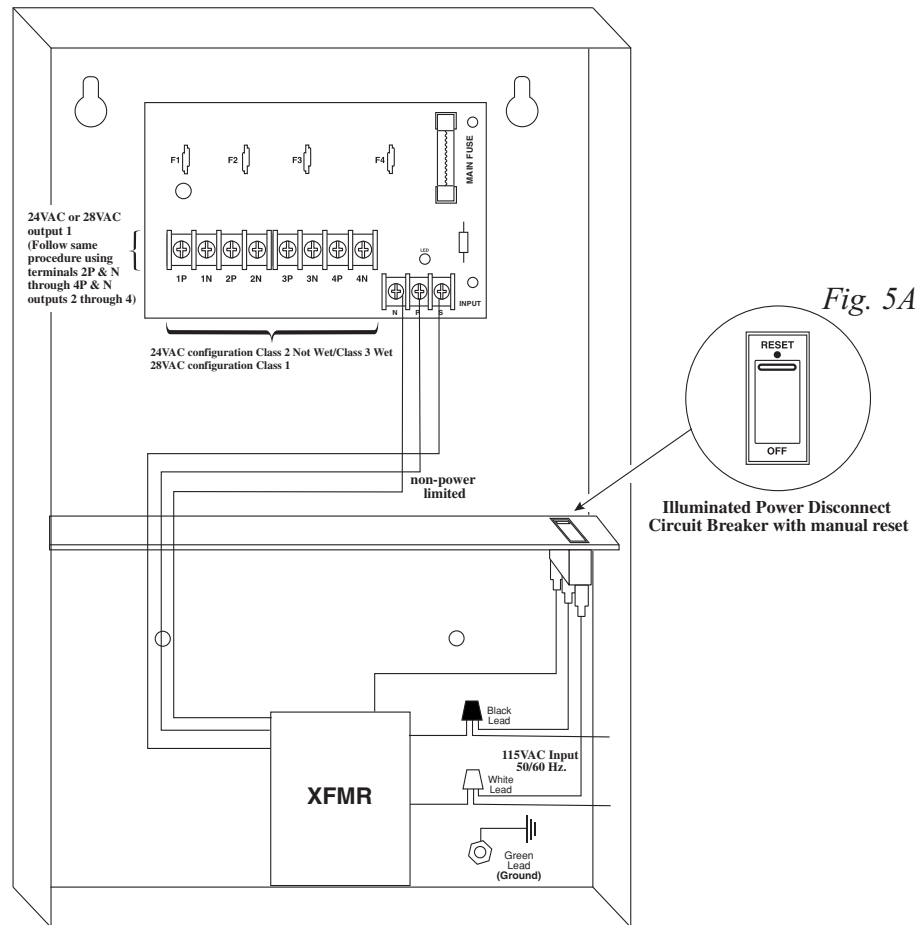 MAIN FUSE
F1 F2 F3 F4
24VAC or 28VAC
output 1
(Follow same
procedure using
terminals 2P & N
through 4P & N
outputs 2 through 4)
LED
1P 1N 2P 2N 3P 3N 4P 4N
INPUT
N P S
24VAC configuration Class 2 Not Wet/Class 3 Wet
28VAC configuration Class 1
Fig. 5A
RESET
OFF
Illuminated Power Disconnect
Circuit Breaker with manual reset
non-power
limited
Black
Lead
115VAC Input
50/60 Hz.
White
Lead
XFMR
Green
Lead
(Ground)